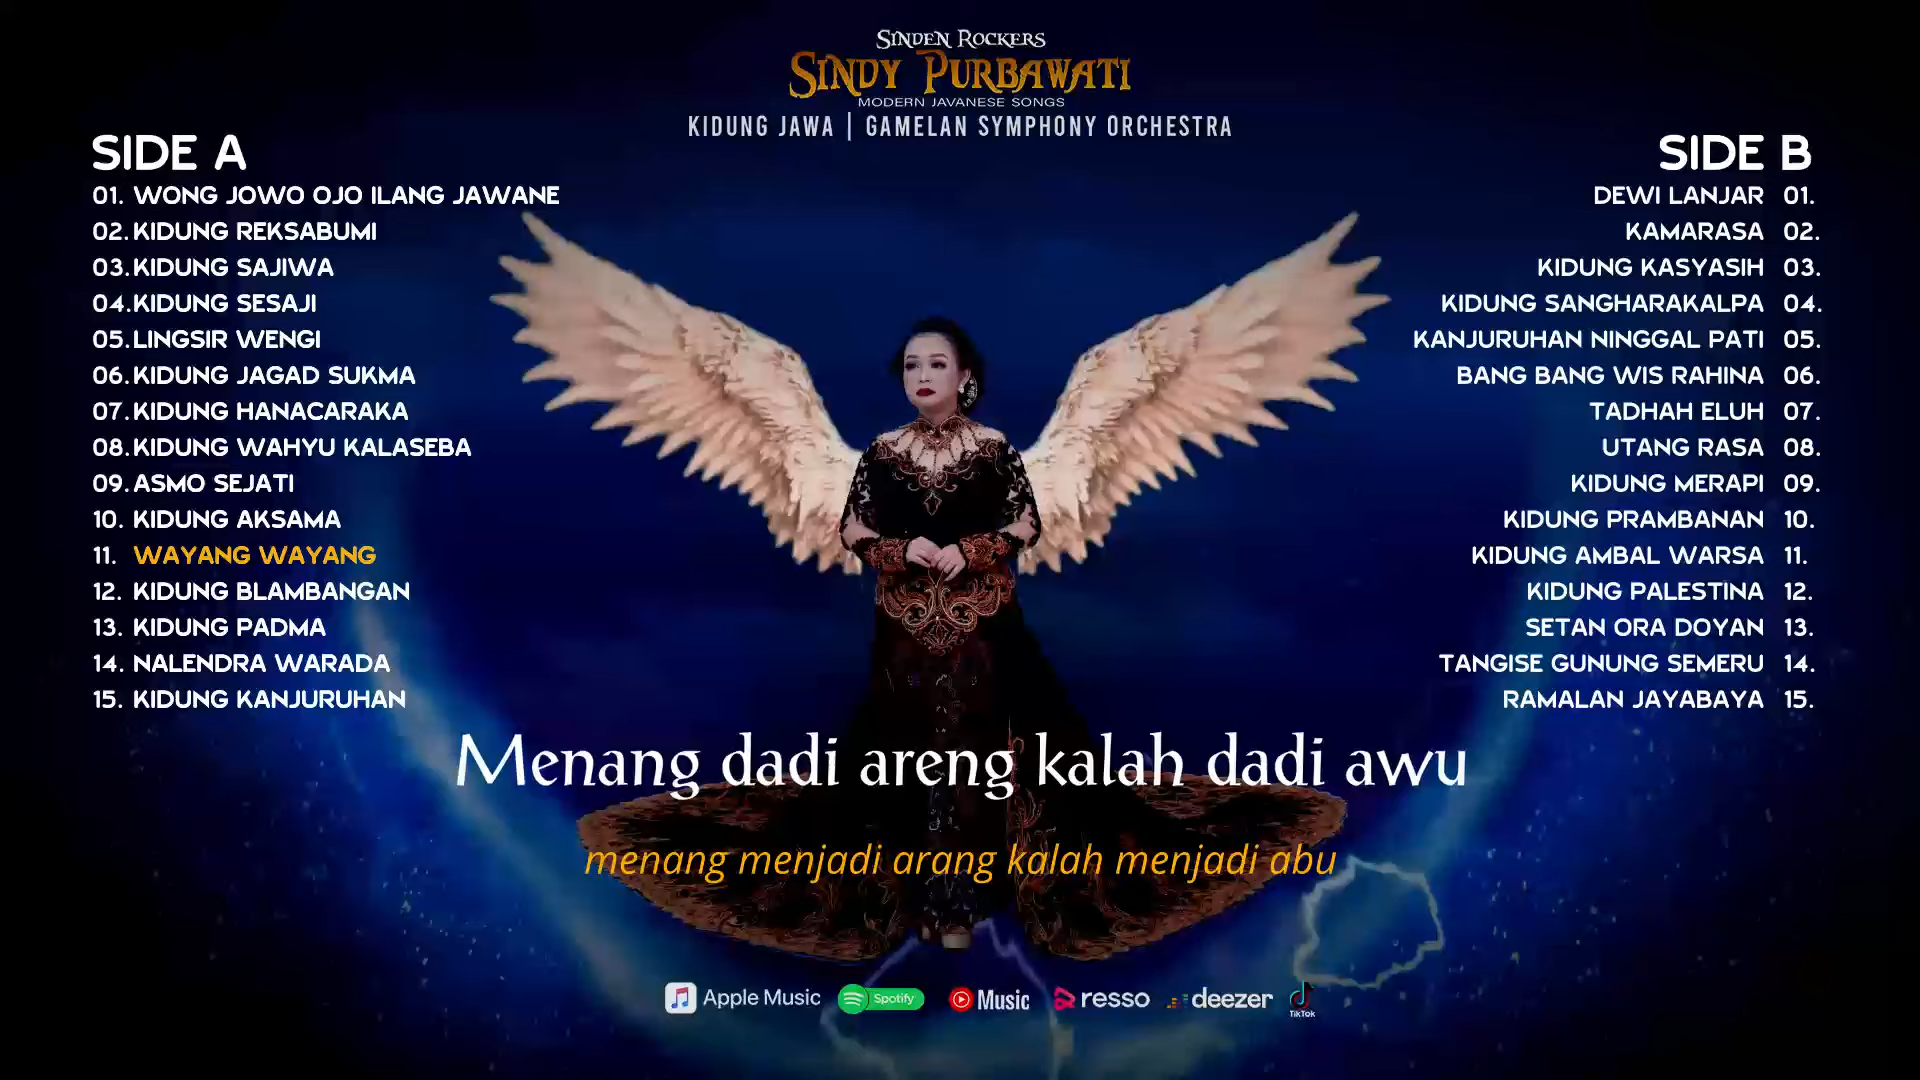 SINDEN ROCKERS
SINDY PURBAWATI
MODERN JAVANESE SONGS
KIDUNG JAWA | GAMELAN SYMPHONY ORCHESTRA
SIDE A
01. WONG JOWO OJO ILANG JAWANE
02. KIDUNG REKSABUMI
03. KIDUNG SAJIWA
04. KIDUNG SESAJI
05. LINGSIR WENGI
06. KIDUNG JAGAD SUKMA
07. KIDUNG HANACARAKA
08. KIDUNG WAHYU KALASEBA
09. ASMO SEJATI
10. KIDUNG AKSAMA
11. WAYANG WAYANG
12. KIDUNG BLAMBANGAN
13. KIDUNG PADMA
14. NALENDRA WARADA
15. KIDUNG KANJURUHAN
SIDE B
DEWI LANJAR 01.
KAMARASA 02.
KIDUNG KASYASIH 03.
KIDUNG SANGHARAKALPA 04.
KANJURUHAN NINGGAL PATI 05.
BANG BANG WIS RAHINA 06.
TADHAH ELUH 07.
UTANG RASA 08.
KIDUNG MERAPI 09.
KIDUNG PRAMBANAN 10.
KIDUNG AMBAL WARSA 11.
KIDUNG PALESTINA 12.
SETAN ORA DOYAN 13.
TANGISE GUNUNG SEMERU 14.
RAMALAN JAYABAYA 15.
Menang dadi areng kalah dadi awu
menang menjadi arang kalah menjadi abu
Apple Music Spotify Music resso deezer TikTok